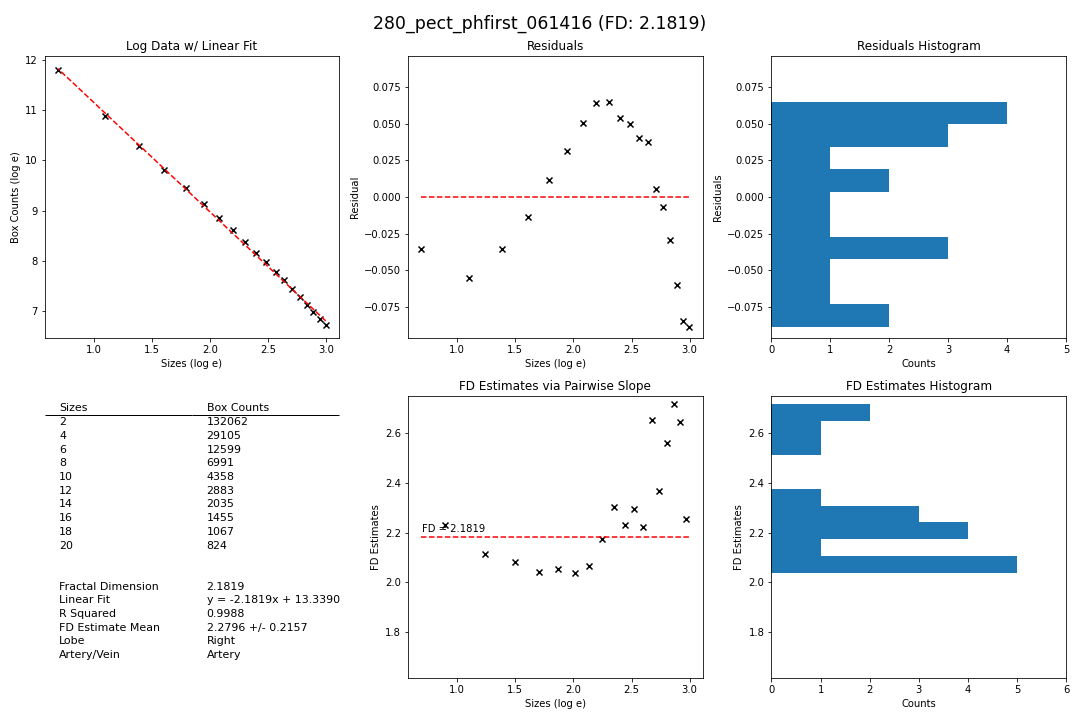 280_pect_phfirst_061416 (FD: 2.1819)
Log Data w/ Linear Fit
Box Counts (log e)
12
11
10
9
8
7
1.0 1.5 2.0 2.5 3.0
Sizes (log e)
Residuals
Residual
0.075
0.050
0.025
0.000
−0.025
−0.050
−0.075
1.0 1.5 2.0 2.5 3.0
Sizes (log e)
Residuals Histogram
Residuals
0.075
0.050
0.025
0.000
−0.025
−0.050
−0.075
0 1 2 3 4 5
Counts
Sizes Box Counts
2 132062
4 29105
6 12599
8 6991
10 4358
12 2883
14 2035
16 1455
18 1067
20 824
Fractal Dimension 2.1819
Linear Fit y = -2.1819x + 13.3390
R Squared 0.9988
FD Estimate Mean 2.2796 +/- 0.2157
Lobe Right
Artery/Vein Artery
FD Estimates via Pairwise Slope
FD Estimates
2.6
2.4
2.2
2.0
1.8
FD = 2.1819
1.0 1.5 2.0 2.5 3.0
Sizes (log e)
FD Estimates Histogram
FD Estimates
2.6
2.4
2.2
2.0
1.8
0 1 2 3 4 5 6
Counts